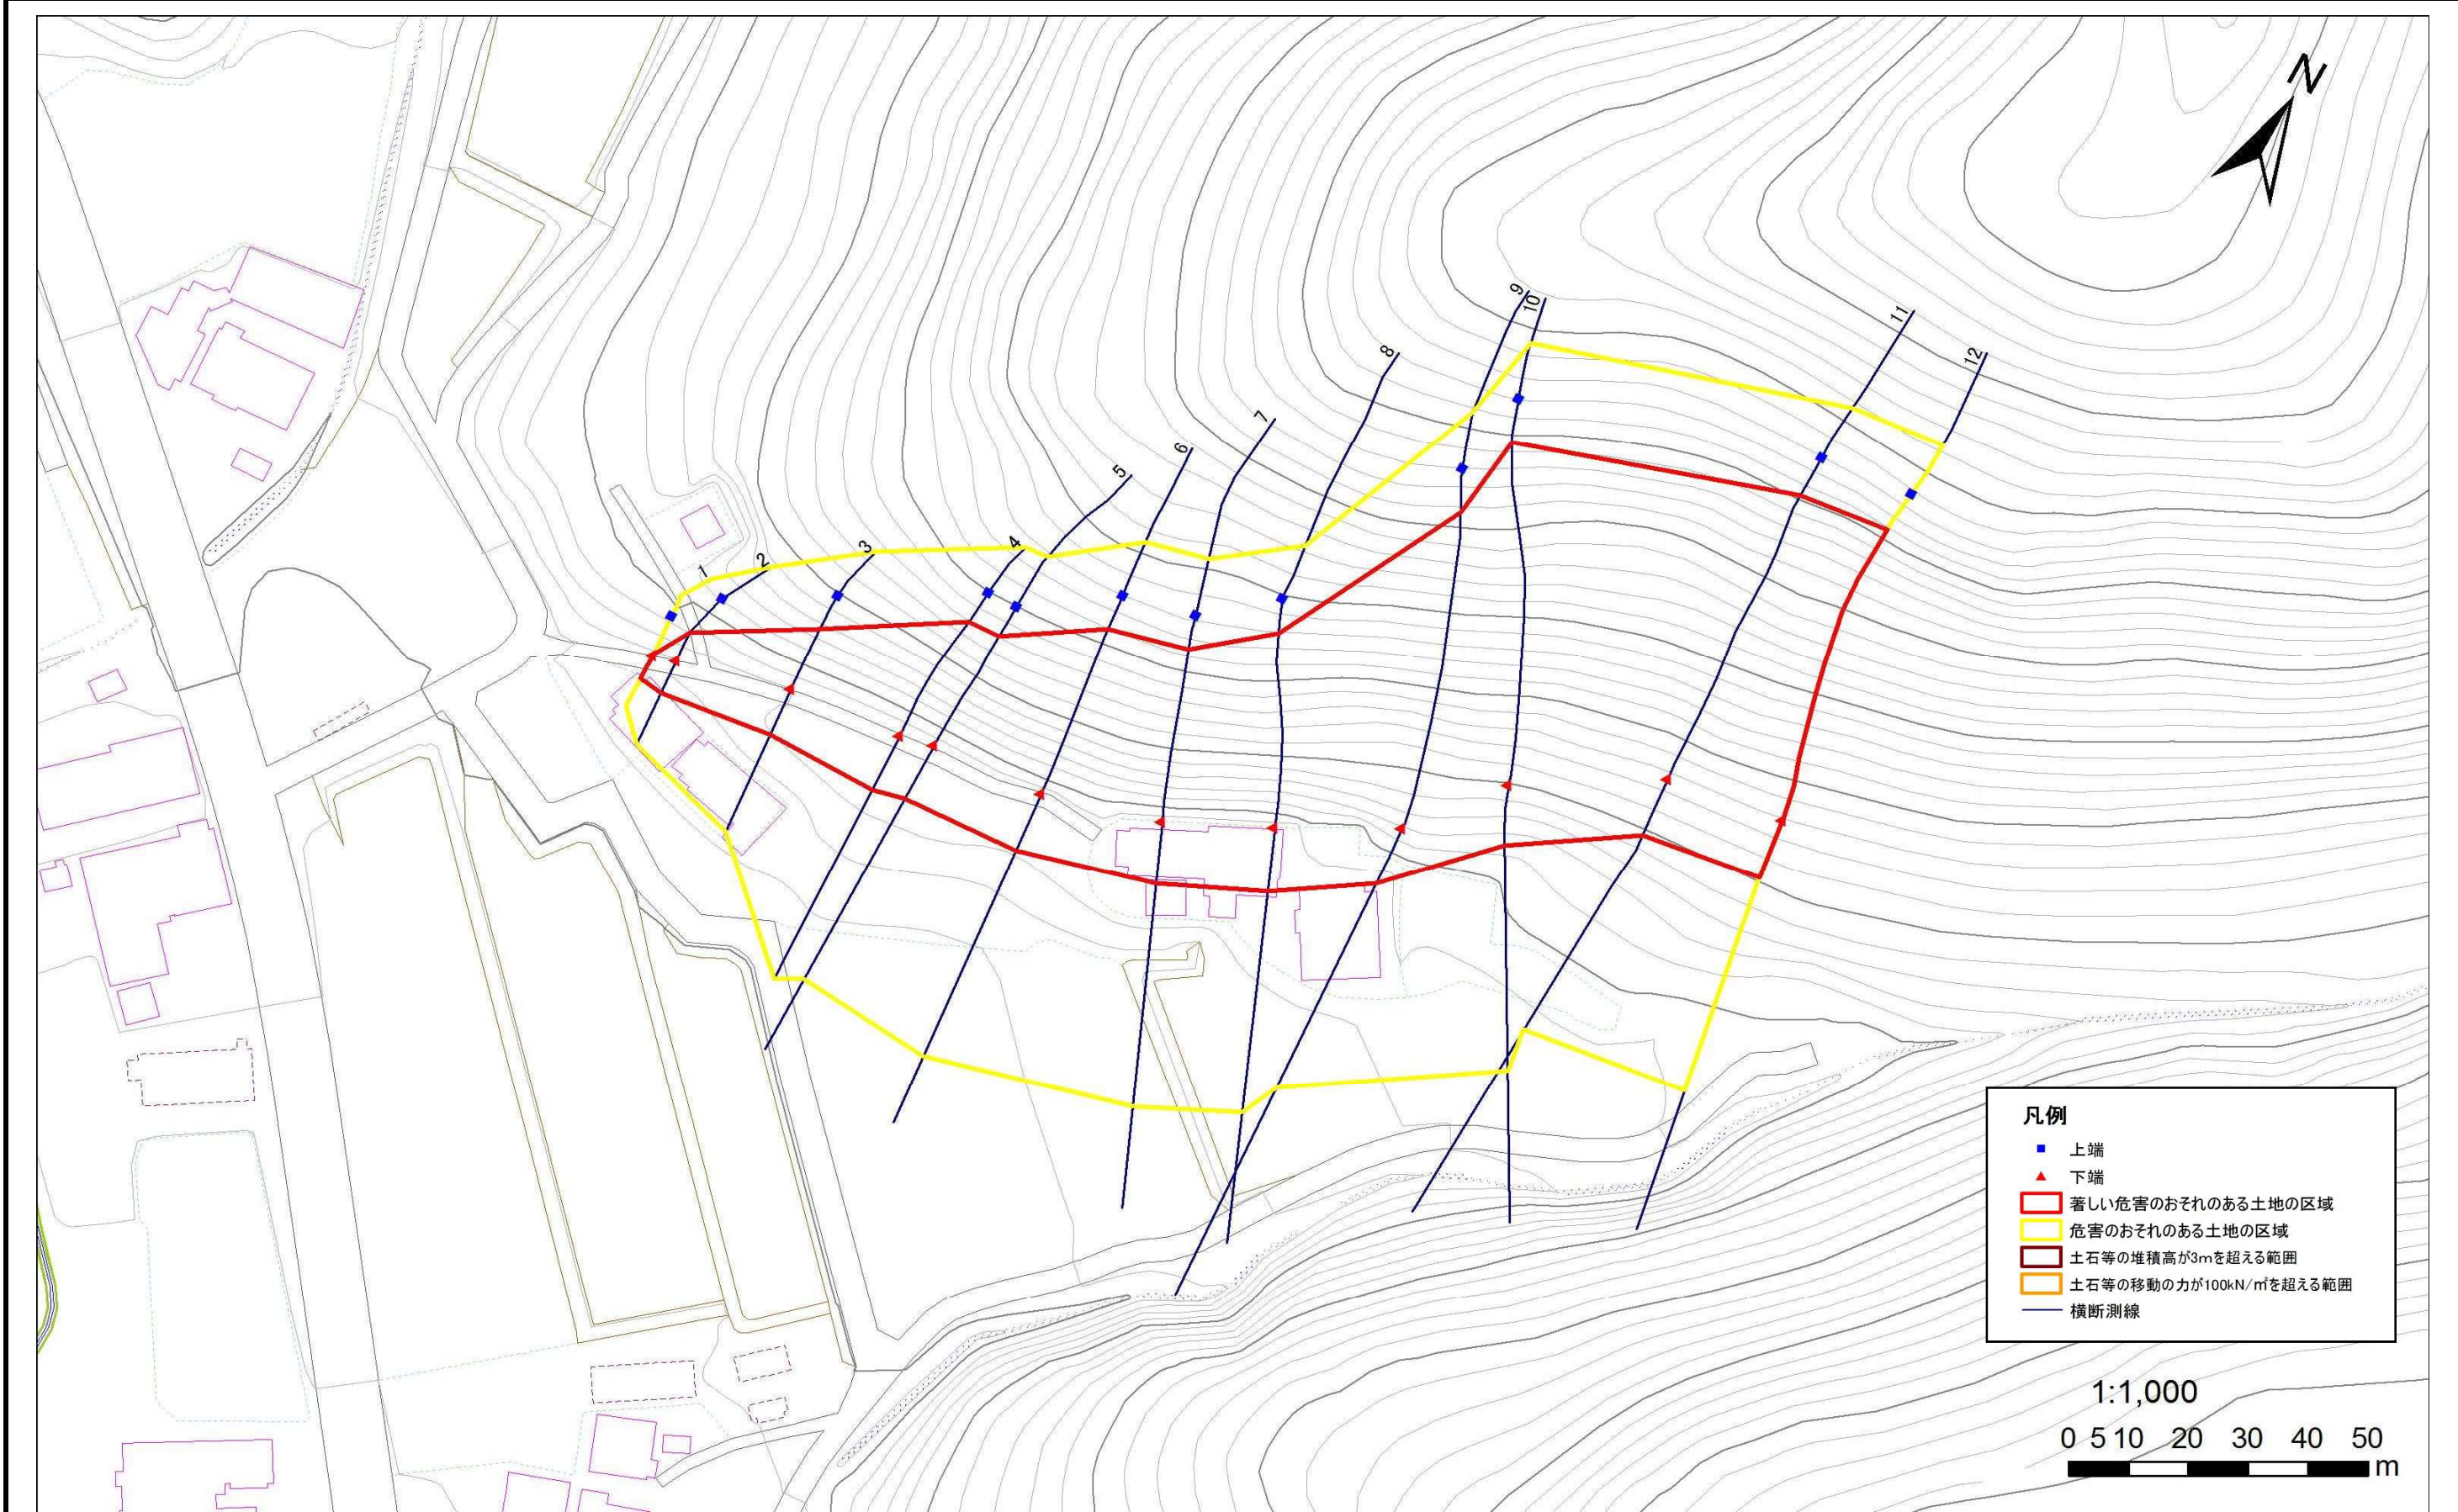 N
9
10
11
8
12
7
6
5
4
3
2
1
凡例
上端
下端
著しい危害のおそれのある土地の区域
危害のおそれのある土地の区域
土石等の堆積高が3mを超える範囲
土石等の移動の力が100kN/㎡を超える範囲
横断測線
1:1,000
0 5 10 20 30 40 50
m